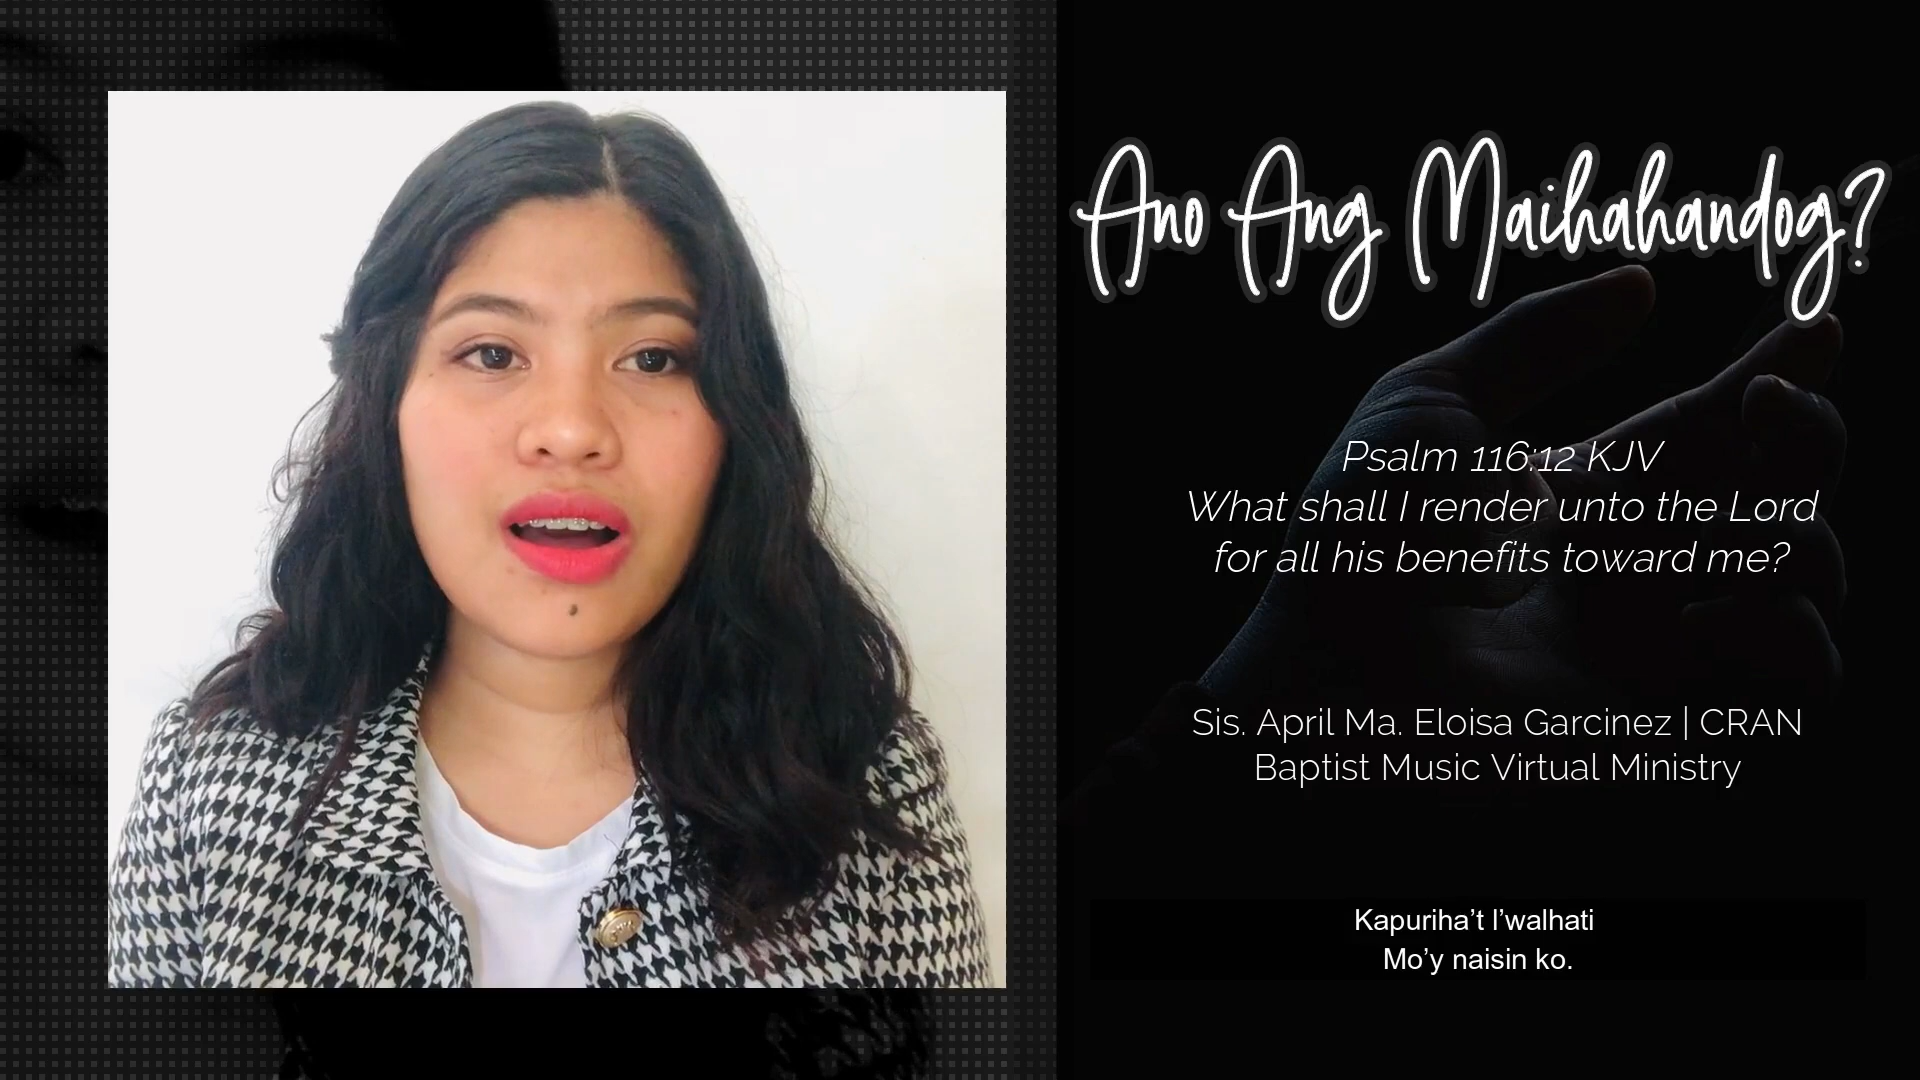 Ano Ang Maihahandog?
Psalm 116:12 KJV
What shall I render unto the Lord
for all his benefits toward me?
Sis. April Ma. Eloisa Garcinez | CRAN
Baptist Music Virtual Ministry
Kapuriha’t l’walhati
Mo’y naisin ko.